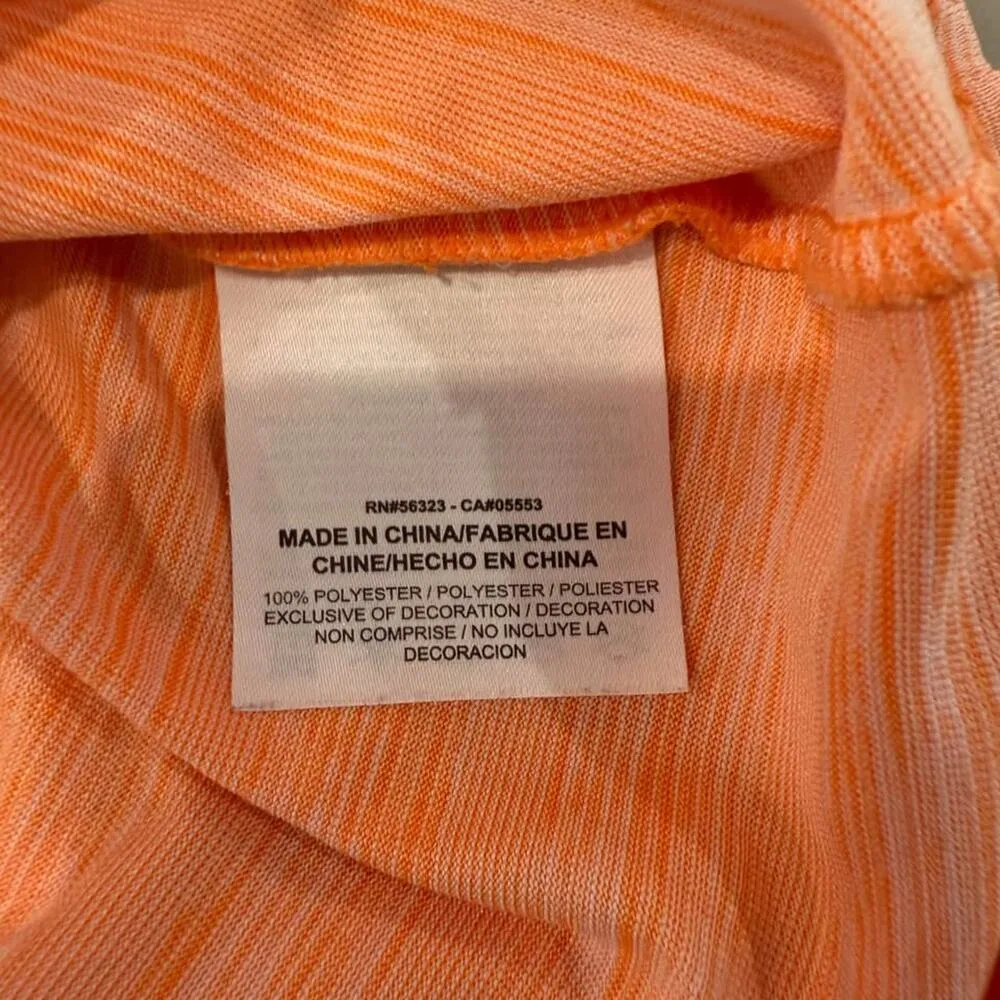 RN#56323 - CA#05553
MADE IN CHINA/FABRIQUE EN
CHINE/HECHO EN CHINA
100% POLYESTER / POLYESTER / POLIESTER
EXCLUSIVE OF DECORATION / DECORATION
NON COMPRISE / NO INCLUYE LA
DECORACION